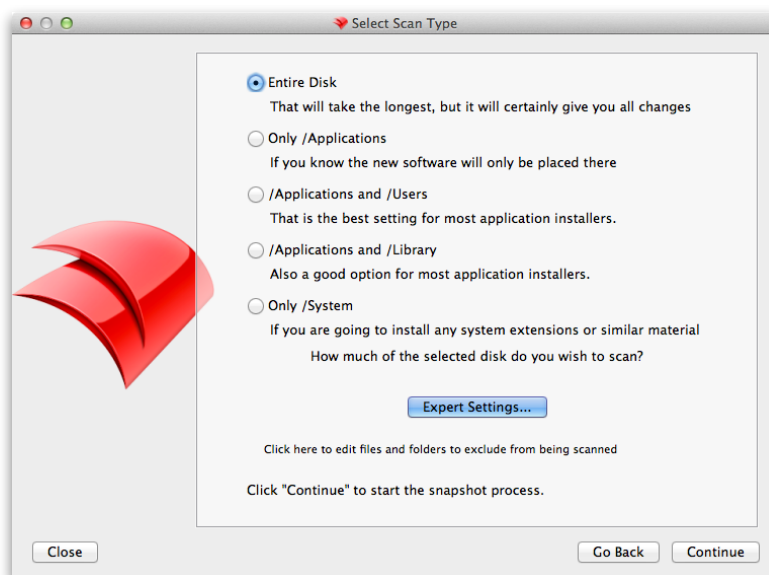 Select Scan Type
Entire Disk
That will take the longest, but it will certainly give you all changes
Only /Applications
If you know the new software will only be placed there
/Applications and /Users
That is the best setting for most application installers.
/Applications and /Library
Also a good option for most application installers.
Only /System
If you are going to install any system extensions or similar material
How much of the selected disk do you wish to scan?
Expert Settings...
Click here to edit files and folders to exclude from being scanned
Click "Continue" to start the snapshot process.
Close
Go Back
Continue